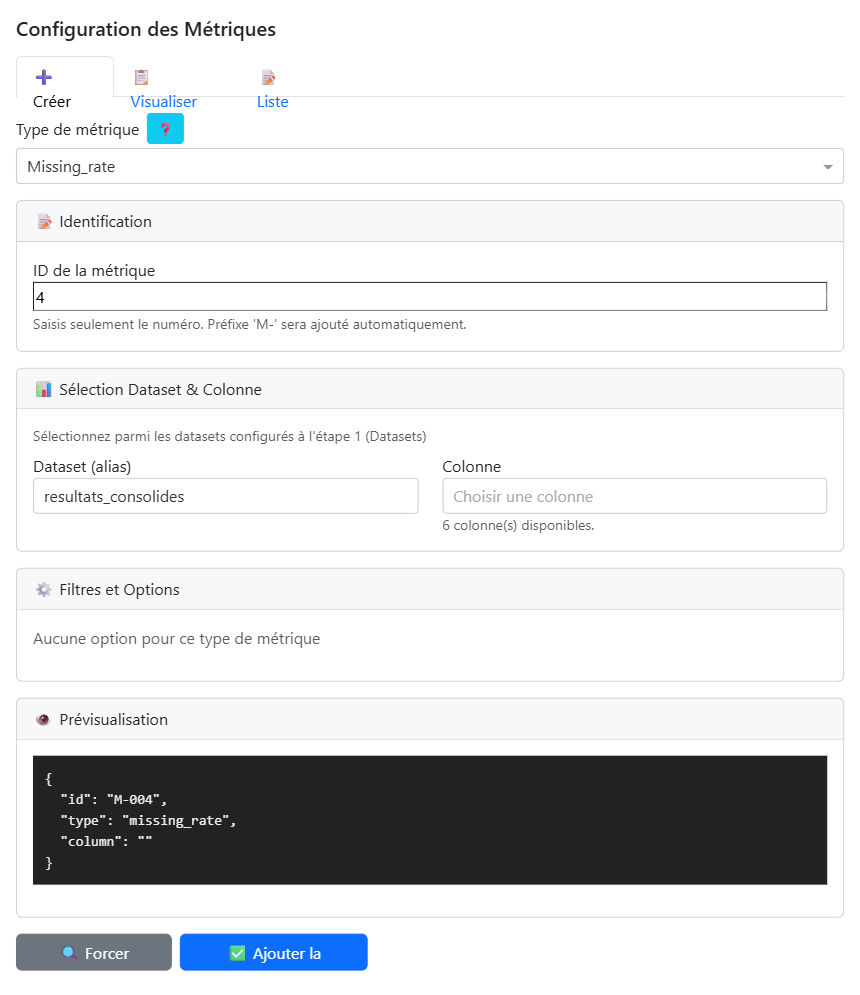 Configuration des Métriques
Créer
Visualiser
Liste
Type de métrique ?
Missing_rate
Identification
ID de la métrique
4
Saisis seulement le numéro. Préfixe 'M-' sera ajouté automatiquement.
Sélection Dataset & Colonne
Sélectionnez parmi les datasets configurés à l'étape 1 (Datasets)
Dataset (alias)
resultats_consolides
Colonne
Choisir une colonne
6 colonne(s) disponibles.
Filtres et Options
Aucune option pour ce type de métrique
Prévisualisation
{
  "id": "M-004",
  "type": "missing_rate",
  "column": ""
}
Forcer
Ajouter la